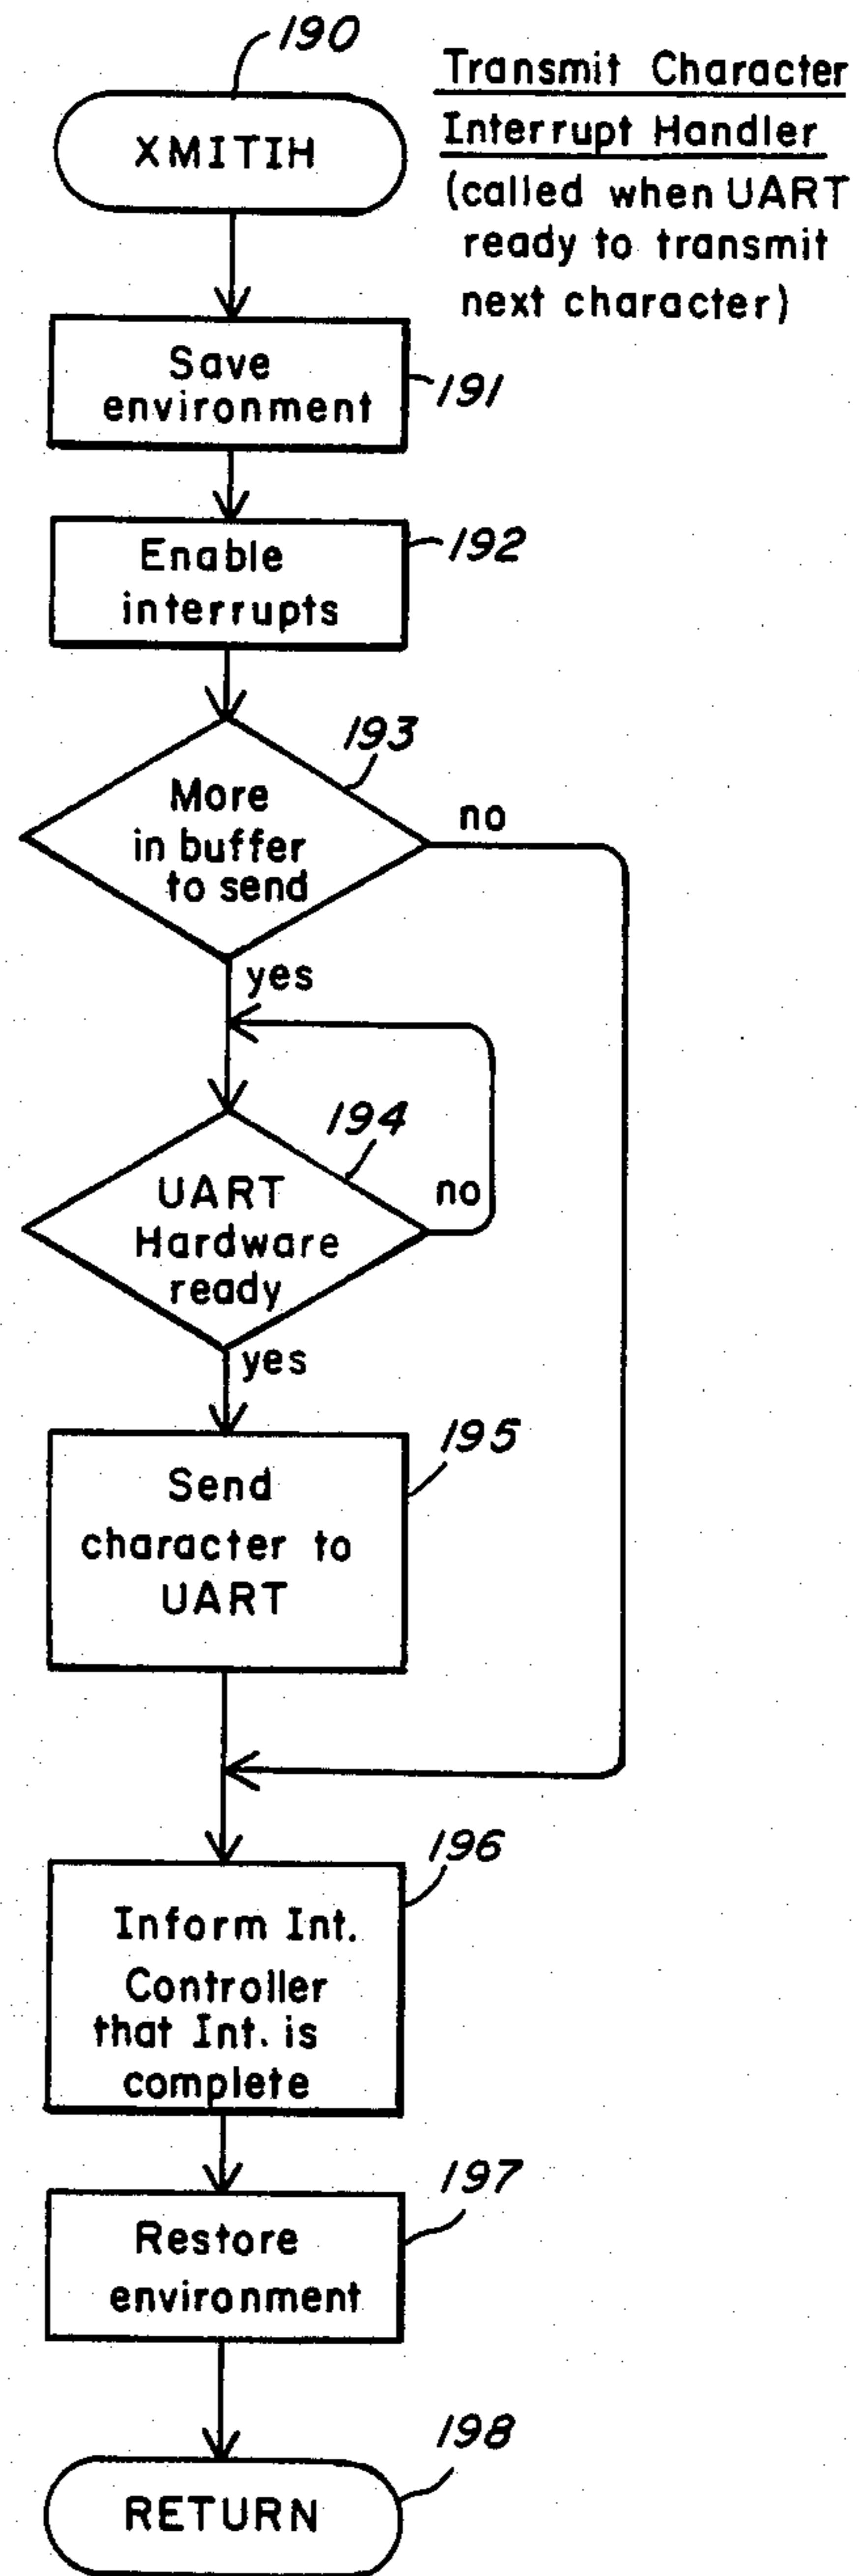 190
Transmit Character
Interrupt Handler
(called when UART
ready to transmit
next character)
XMITIH
Save
environment
191
Enable
interrupts
192
193
More
in buffer
to send
no
yes
194
UART
Hardware
ready
no
yes
195
Send
character to
UART
196
Inform Int.
Controller
that Int. is
complete
197
Restore
environment
198
RETURN